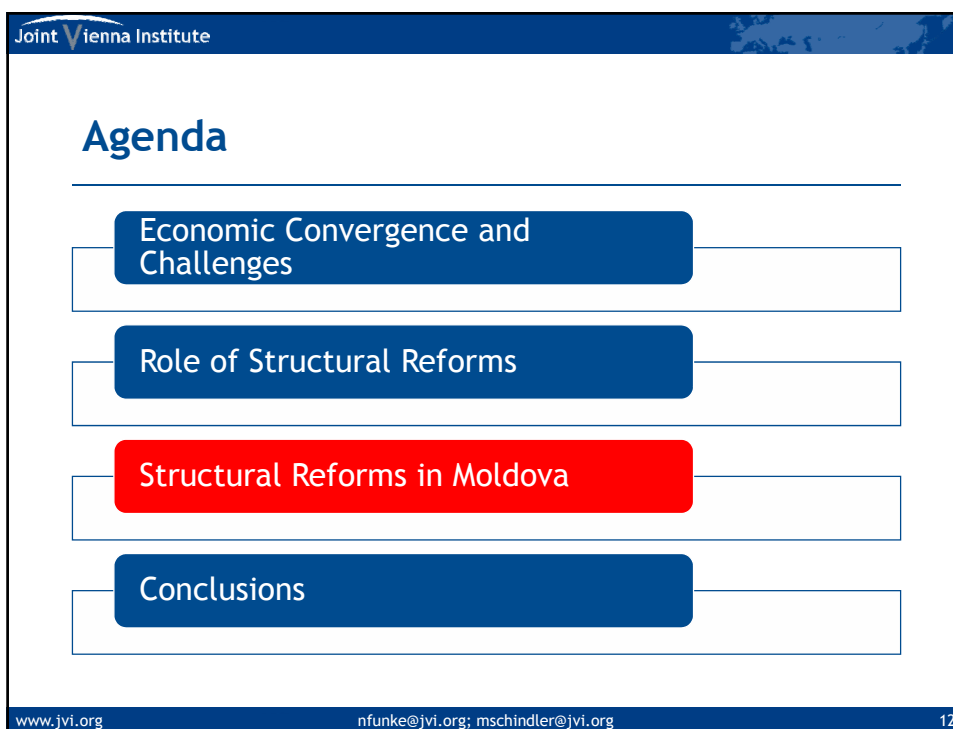 Joint Vienna Institute
Agenda
Economic Convergence and
Challenges
Role of Structural Reforms
Structural Reforms in Moldova
Conclusions
www.jvi.org nfunke@jvi.org; mschindler@jvi.org 12